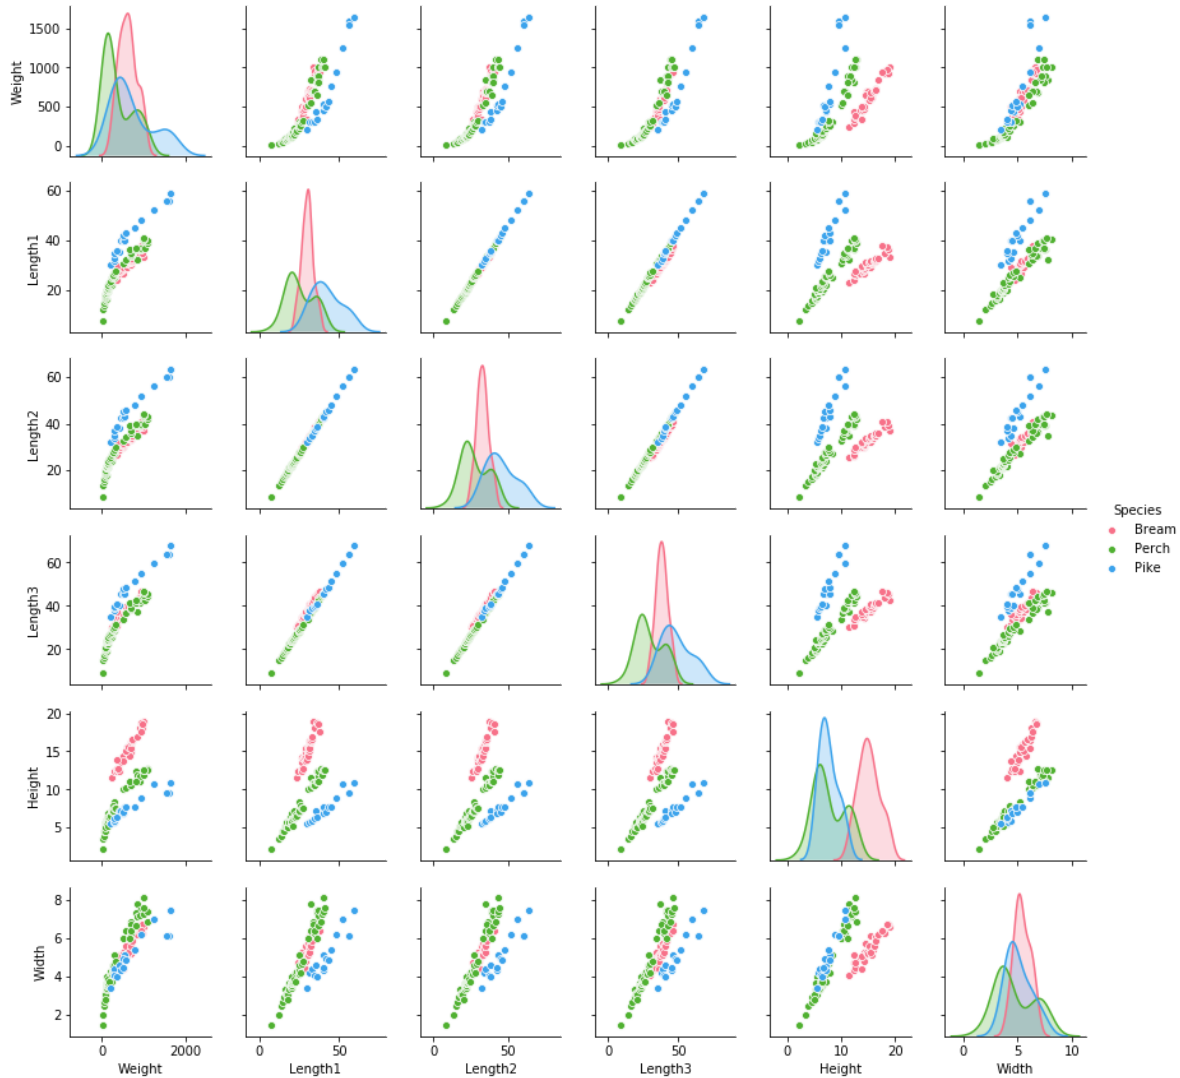 Weight
1500
1000
500
0
Length1
60
40
20
Length2
60
40
20
Species
Bream
Perch
Pike
Length3
60
40
20
Height
20
15
10
5
Width
8
6
4
2
0 2000 0 50 0 50 0 50 0 10 20 0 5 10
Weight Length1 Length2 Length3 Height Width